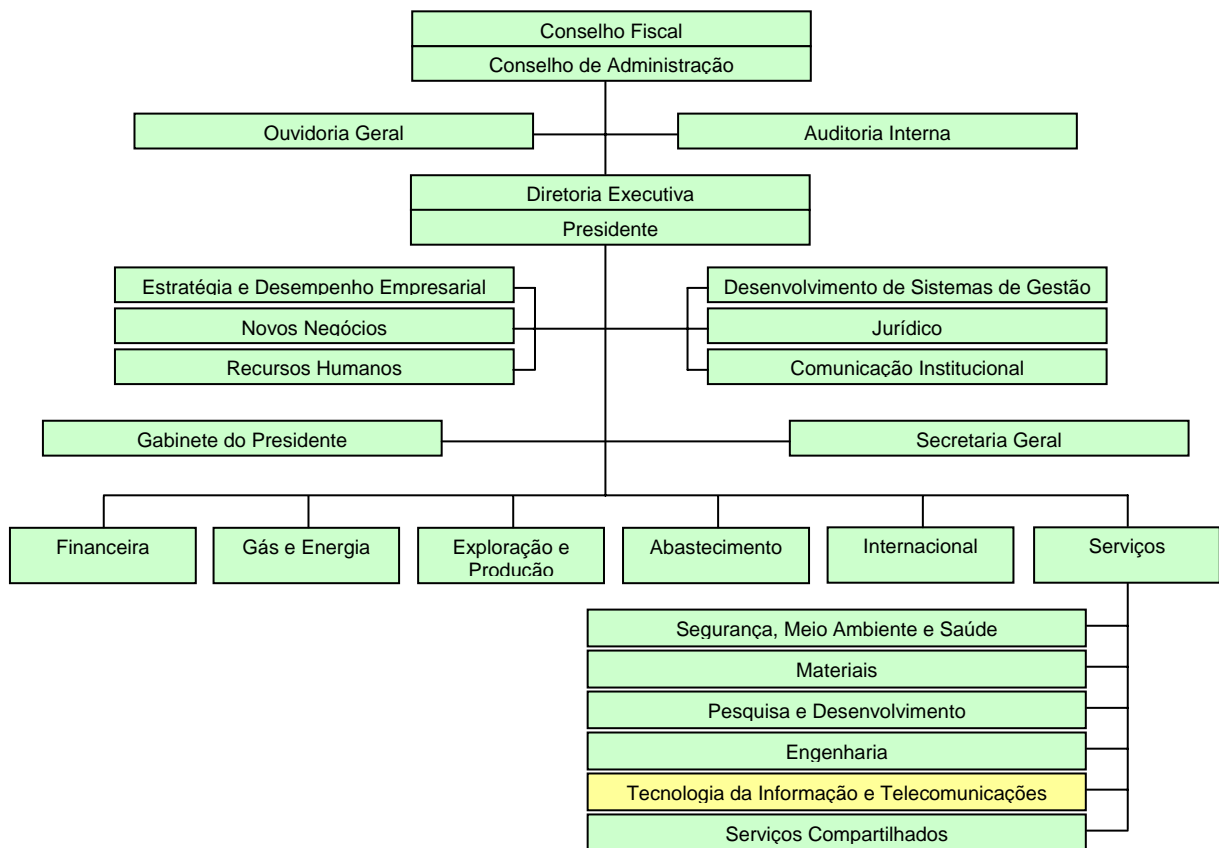 Conselho Fiscal
Conselho de Administração
Ouvidoria Geral
Auditoria Interna
Diretoria Executiva
Presidente
Estratégia e Desempenho Empresarial
Desenvolvimento de Sistemas de Gestão
Novos Negócios
Jurídico
Recursos Humanos
Comunicação Institucional
Gabinete do Presidente
Secretaria Geral
Financeira
Gás e Energia
Exploração e
Produção
Abastecimento
Internacional
Serviços
Segurança, Meio Ambiente e Saúde
Materiais
Pesquisa e Desenvolvimento
Engenharia
Tecnologia da Informação e Telecomunicações
Serviços Compartilhados